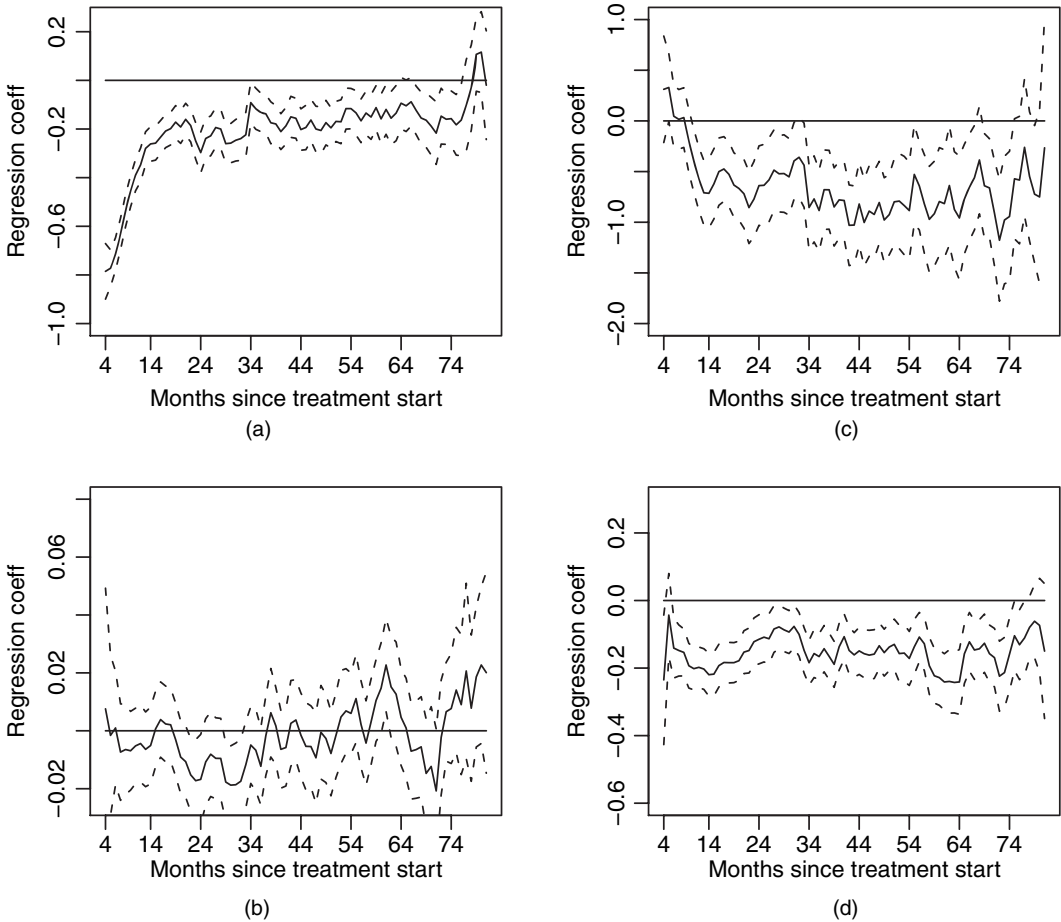 Regression coeff
0.2
−0.2
−0.6
−1.0
4 14 24 34 44 54 64 74
Months since treatment start
(a)
Regression coeff
1.0
0.0
−1.0
−2.0
4 14 24 34 44 54 64 74
Months since treatment start
(c)
Regression coeff
0.06
0.02
−0.02
4 14 24 34 44 54 64 74
Months since treatment start
(b)
Regression coeff
0.2
0.0
−0.2
−0.4
−0.6
4 14 24 34 44 54 64 74
Months since treatment start
(d)